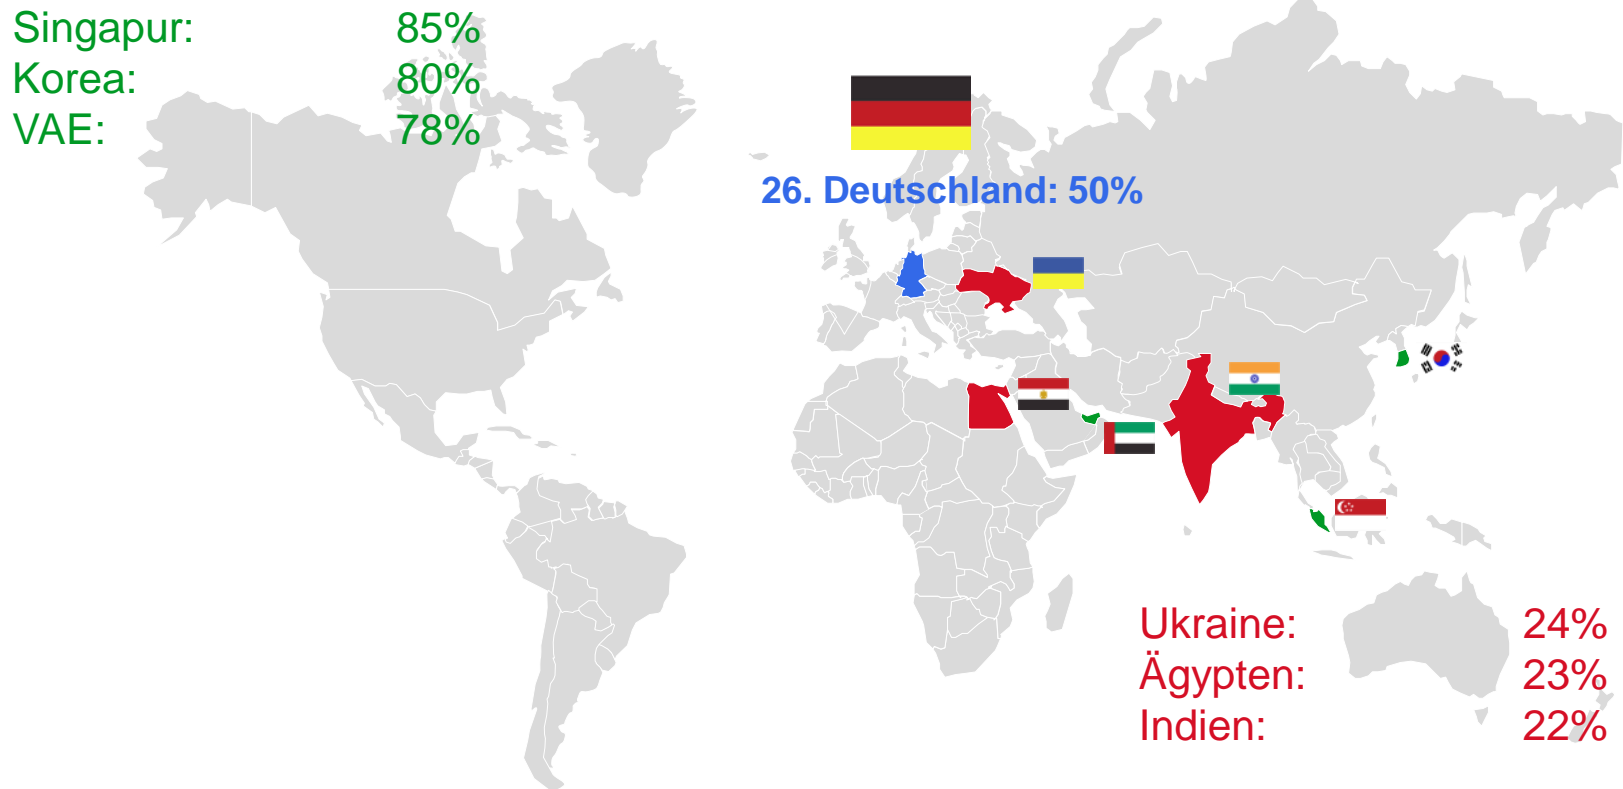 Singapur: 85%
Korea: 80%
VAE: 78%
26. Deutschland: 50%
Ukraine: 24%
Ägypten: 23%
Indien: 22%